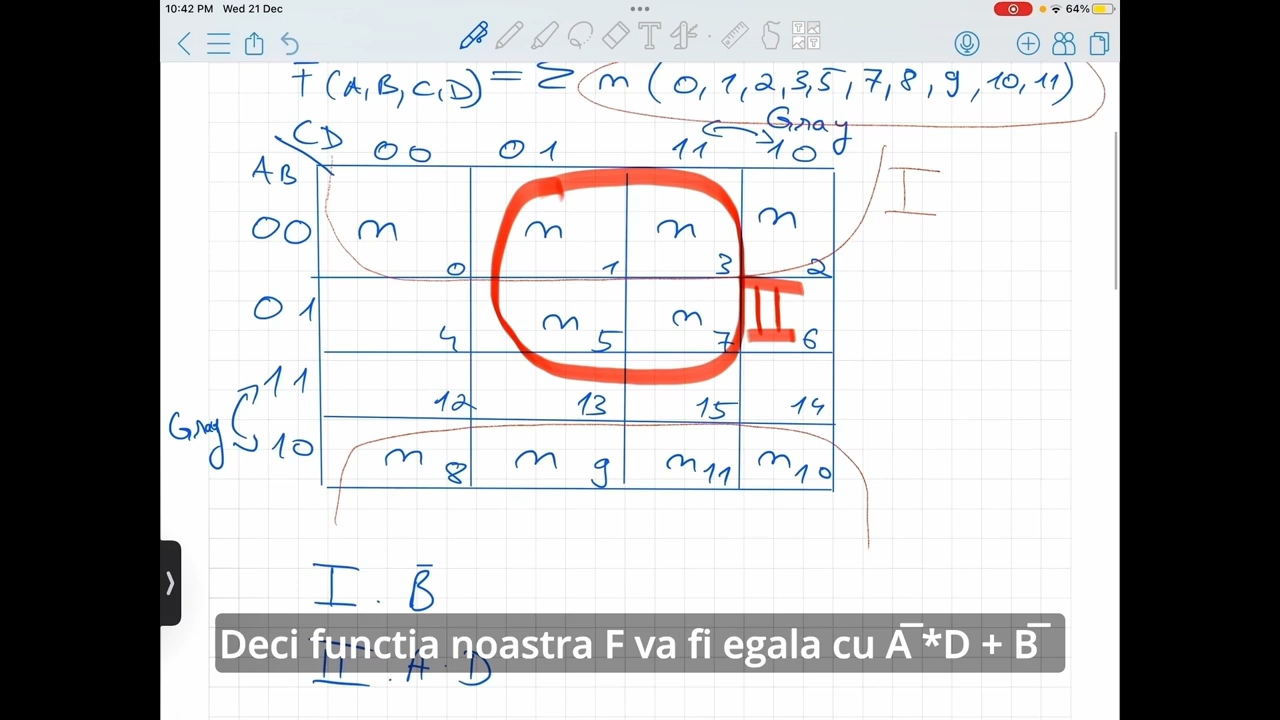 10:42 PM Wed 21 Dec
64%
F (A, B, C, D) = Σ m ( 0, 1, 2, 3, 5, 7, 8, 9, 10, 11)
Gray
CD
00 01 11 10
AB
00 m 0 m 1 m 3 m 2 I
01 4 m 5 m 7 II 6
11 12 13 15 14
Gray
10 m 8 m 9 m 11 m 10
I . B̅
Deci functia noastra F va fi egala cu A̅ *D + B̅
II . A · D